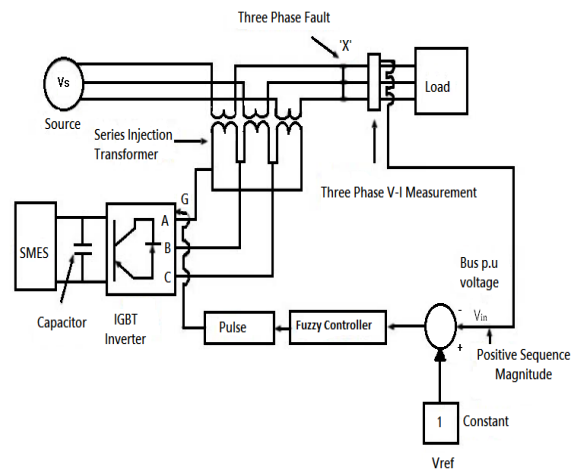 Three Phase Fault
'X'
Vs
Load
Source
Series Injection
Transformer
Three Phase V-I Measurement
G
A
SMES
B
C
Bus p.u
voltage
Capacitor
IGBT
Inverter
Pulse
Fuzzy Controller
-
Vin
+
Positive Sequence
Magnitude
1
Constant
Vref